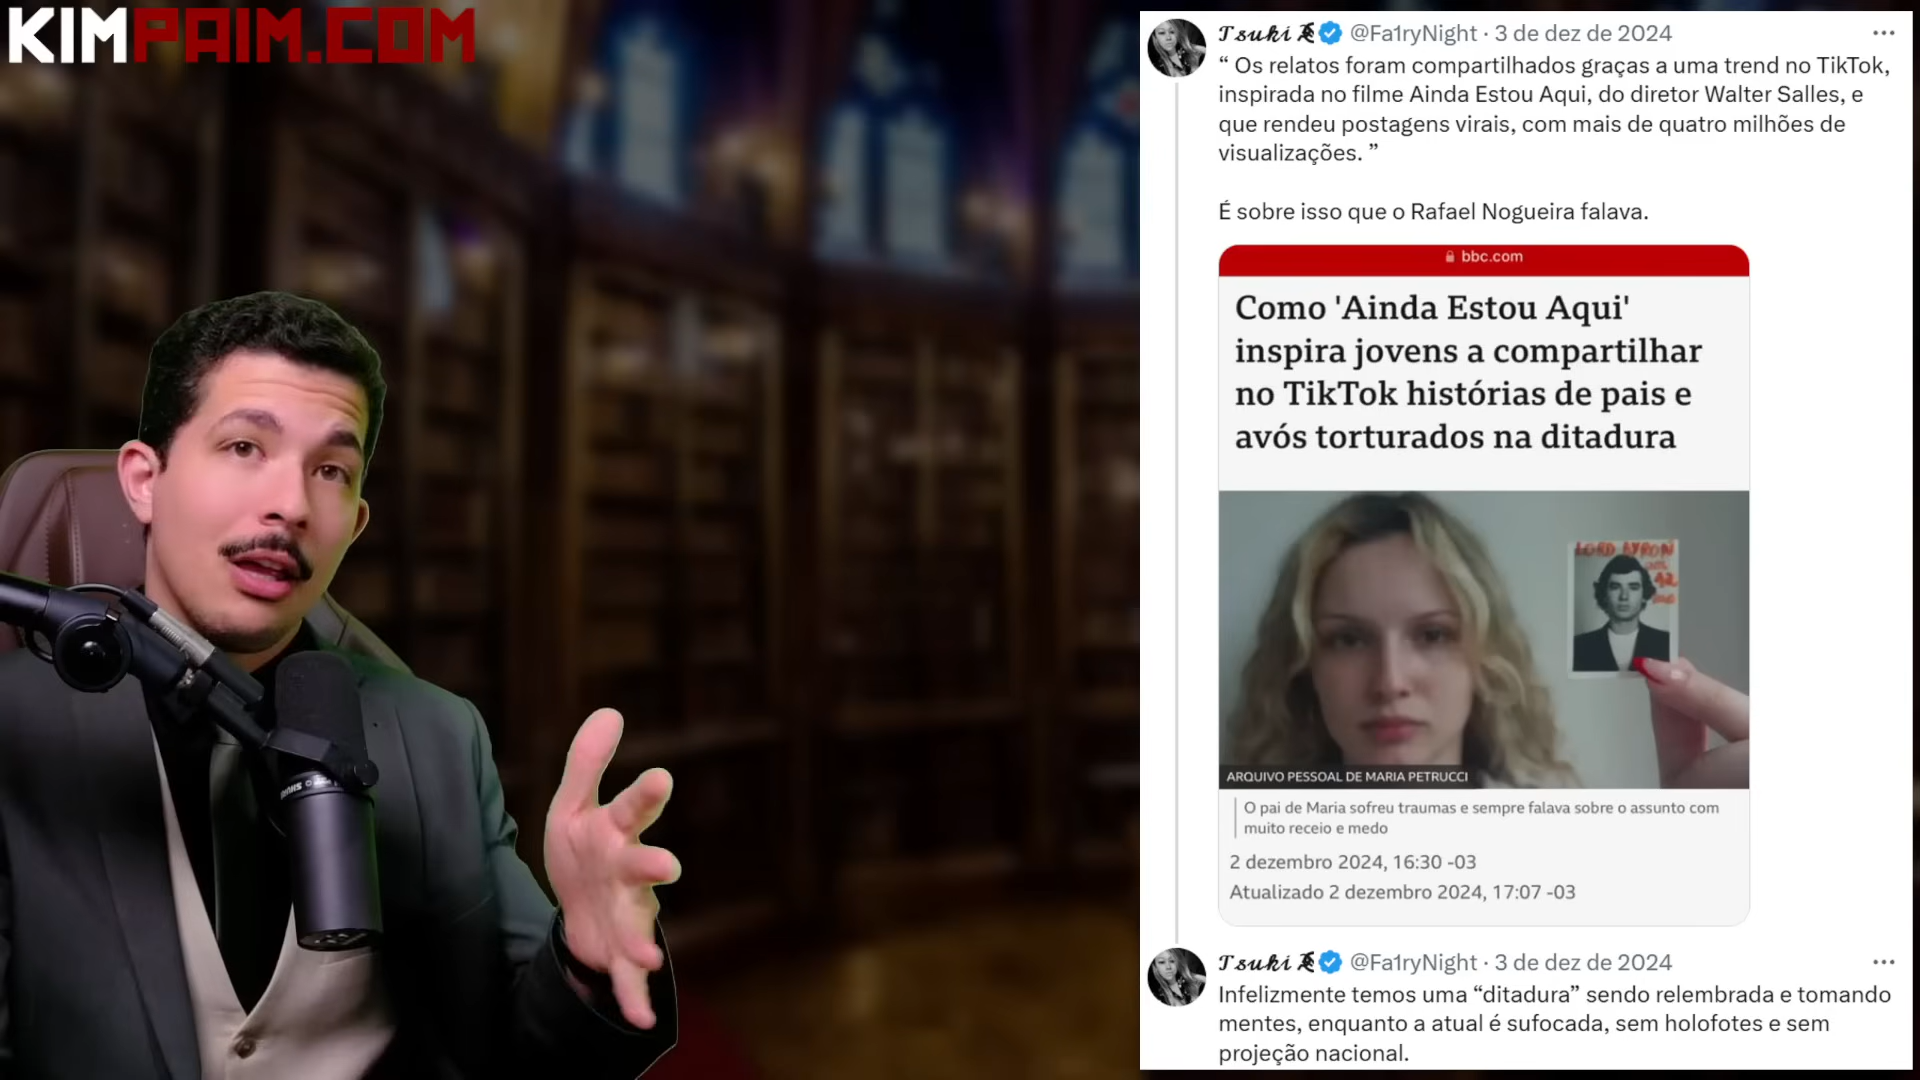 KIMPAIM.COM
Tsuki @Fa1ryNight · 3 de dez de 2024
“ Os relatos foram compartilhados graças a uma trend no TikTok,
inspirada no filme Ainda Estou Aqui, do diretor Walter Salles, e
que rendeu postagens virais, com mais de quatro milhões de
visualizações. ”
É sobre isso que o Rafael Nogueira falava.
bbc.com
Como 'Ainda Estou Aqui'
inspira jovens a compartilhar
no TikTok histórias de pais e
avós torturados na ditadura
LORD BYRON
42
ARQUIVO PESSOAL DE MARIA PETRUCCI
O pai de Maria sofreu traumas e sempre falava sobre o assunto com
muito receio e medo
2 dezembro 2024, 16:30 -03
Atualizado 2 dezembro 2024, 17:07 -03
Tsuki @Fa1ryNight · 3 de dez de 2024
Infelizmente temos uma “ditadura” sendo relembrada e tomando
mentes, enquanto a atual é sufocada, sem holofotes e sem
projeção nacional.